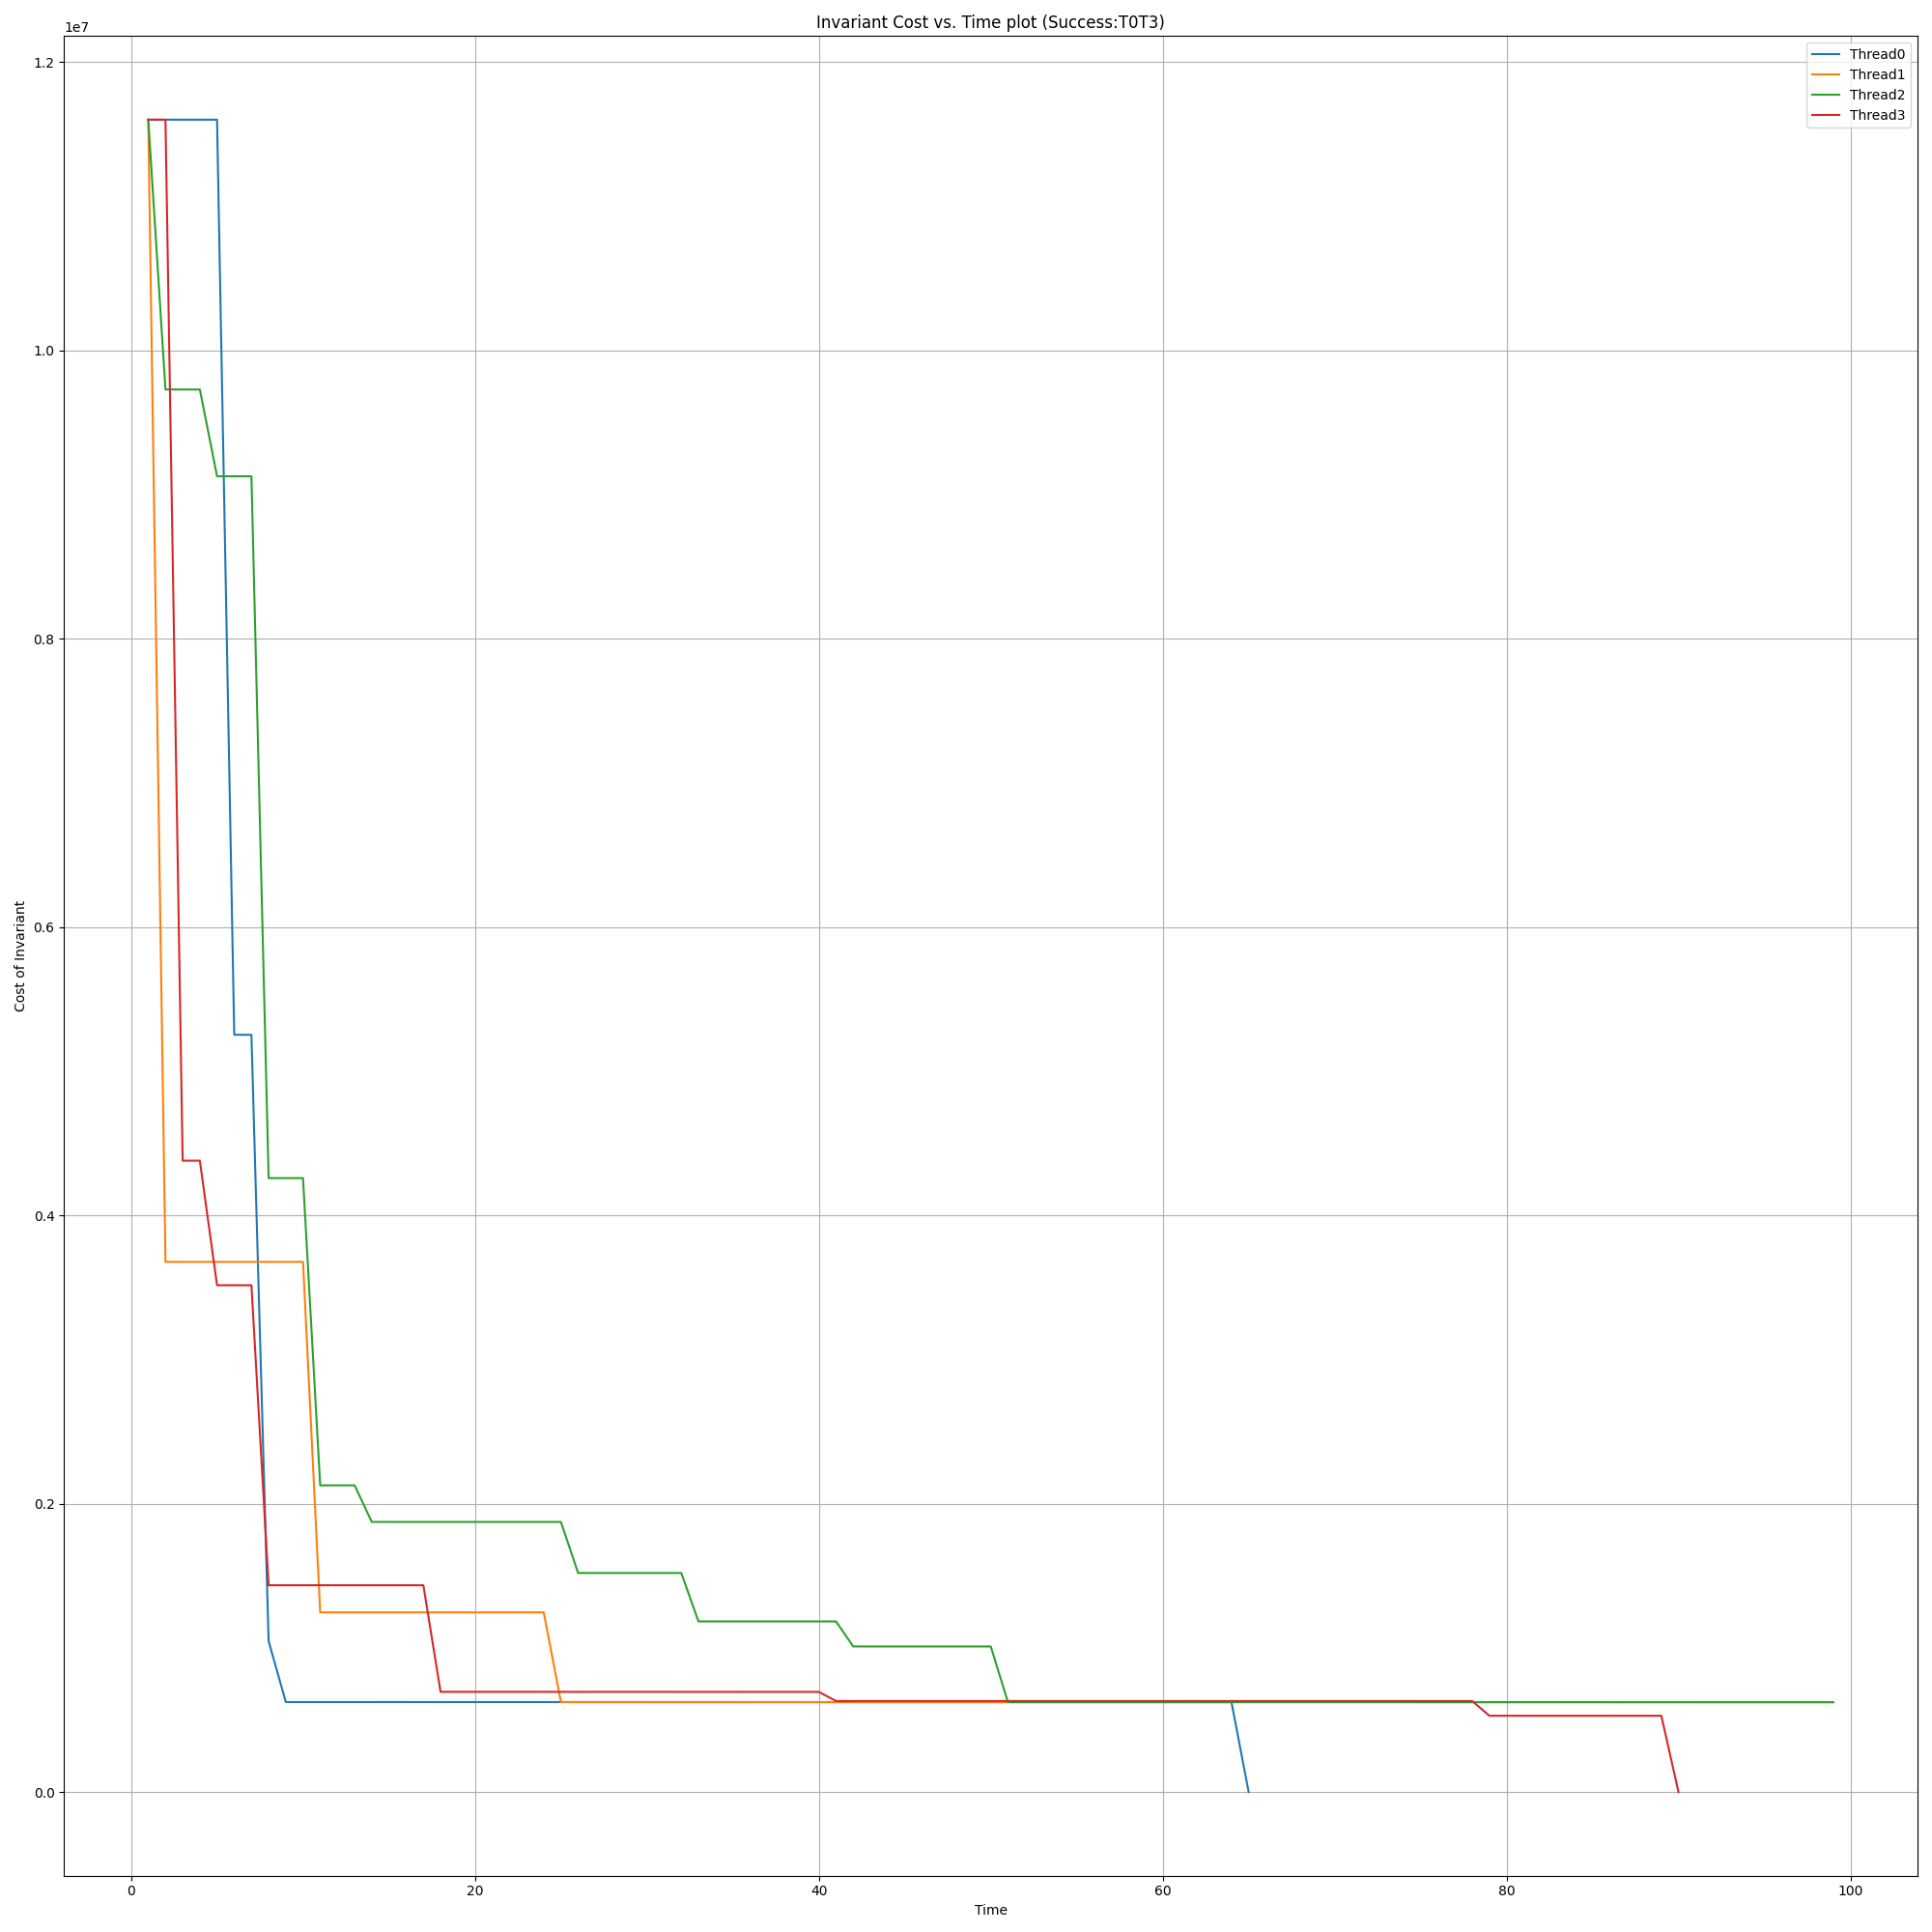 Invariant Cost vs. Time plot (Success:T0T3)
1e7
1.2
1.0
0.8
0.6
0.4
0.2
0.0
Cost of Invariant
Thread0
Thread1
Thread2
Thread3
0 20 40 60 80 100
Time